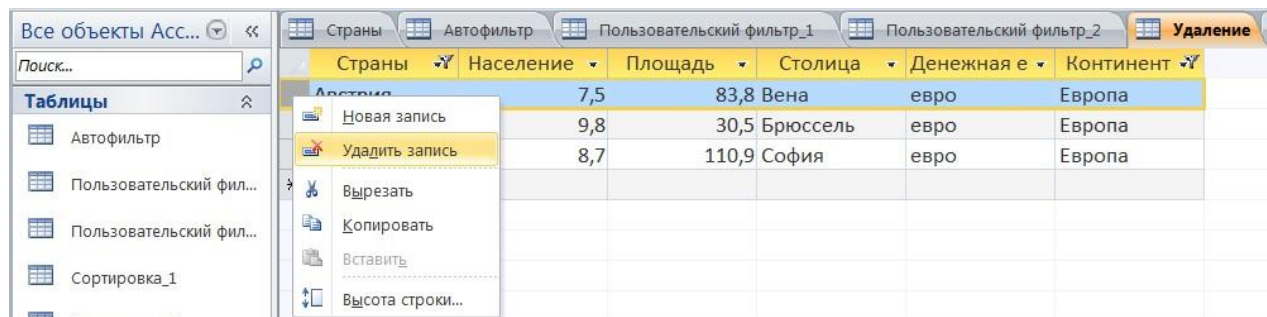 Все объекты Acc... «
Страны Автофильтр Пользовательский фильтр_1 Пользовательский фильтр_2 Удаление
Поиск...
Страны Население Площадь Столица Денежная е Континент
Таблицы
Австрия 7,5 83,8 Вена евро Европа
Новая запись
9,8 30,5 Брюссель евро Европа
Автофильтр
Удалить запись
8,7 110,9 София евро Европа
Пользовательский фил...
Вырезать
Пользовательский фил...
Копировать
Вставить
Сортировка_1
Высота строки...